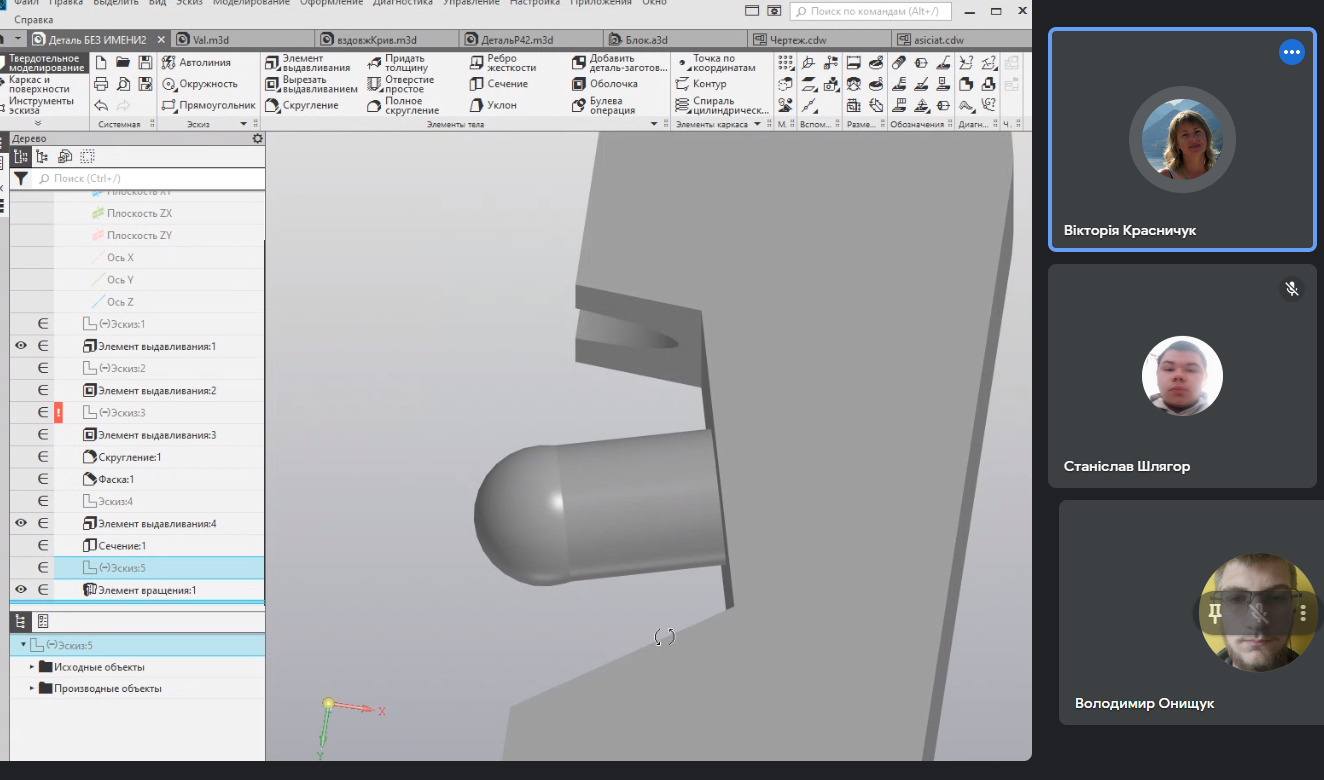 Файл Правка Выделить Вид Эскиз Моделирование Оформление Диагностика Управление Настройка Приложения Окно
Справка
Поиск по командам (Alt+/)
Деталь БЕЗ ИМЕНИ2
Val.m3d
вздовжКрив.m3d
ДетальР42.m3d
Блок.a3d
Чертеж.cdw
asiciat.cdw
Твердотельное моделирование
Каркас и поверхности
Инструменты эскиза
Системная
Автолиния
Окружность
Прямоугольник
Эскиз
Элемент выдавливания
Вырезать выдавливанием
Скругление
Придать толщину
Отверстие простое
Полное скругление
Ребро жесткости
Сечение
Уклон
Добавить деталь-заготов...
Оболочка
Булева операция
Элементы тела
Точка по координатам
Контур
Спираль цилиндрическ...
Элементы каркаса
М.
Вспом...
Разме...
Обозначения
Диагн...
Ч.
Дерево
Поиск (Ctrl+/)
Плоскость XY
Плоскость ZX
Плоскость ZY
Ось X
Ось Y
Ось Z
(-)Эскиз:1
Элемент выдавливания:1
(-)Эскиз:2
Элемент выдавливания:2
(-)Эскиз:3
Элемент выдавливания:3
Скругление:1
Фаска:1
Эскиз:4
Элемент выдавливания:4
Сечение:1
(-)Эскиз:5
Элемент вращения:1
(-)Эскиз:5
Исходные объекты
Производные объекты
X
Y
Вікторія Красничук
Станіслав Шлягор
Володимир Онищук